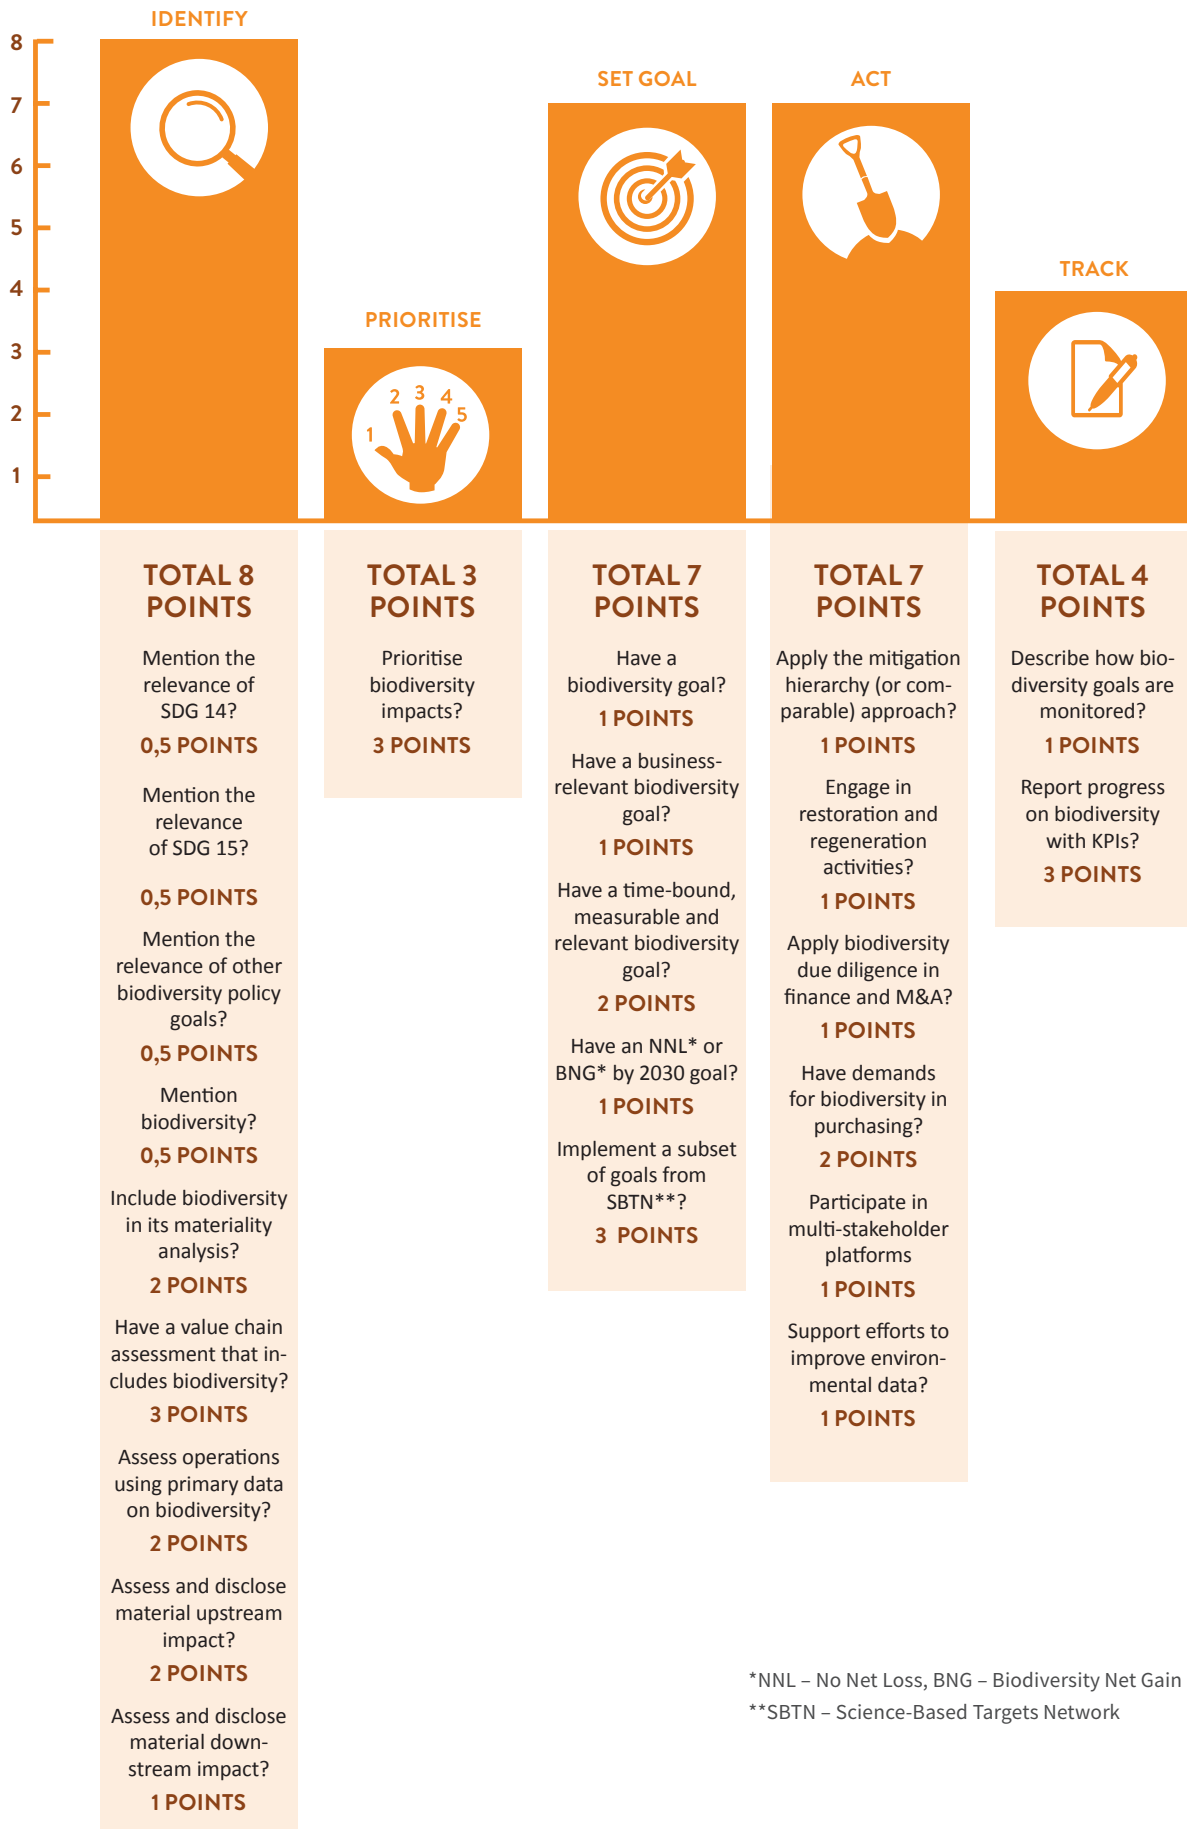 IDENTIFY
8
7
6
5
4
3
2
1
PRIORITISE
1
2
3
4
5
SET GOAL
ACT
TRACK
TOTAL 8
POINTS
Mention the
relevance of
SDG 14?
0,5 POINTS
Mention the
relevance
of SDG 15?
0,5 POINTS
Mention the
relevance of other
biodiversity policy
goals?
0,5 POINTS
Mention
biodiversity?
0,5 POINTS
Include biodiversity
in its materiality
analysis?
2 POINTS
Have a value chain
assessment that in-
cludes biodiversity?
3 POINTS
Assess operations
using primary data
on biodiversity?
2 POINTS
Assess and disclose
material upstream
impact?
2 POINTS
Assess and disclose
material down-
stream impact?
1 POINTS
TOTAL 3
POINTS
Prioritise
biodiversity
impacts?
3 POINTS
TOTAL 7
POINTS
Have a
biodiversity goal?
1 POINTS
Have a business-
relevant biodiversity
goal?
1 POINTS
Have a time-bound,
measurable and
relevant biodiversity
goal?
2 POINTS
Have an NNL* or
BNG* by 2030 goal?
1 POINTS
Implement a subset
of goals from
SBTN**?
3 POINTS
TOTAL 7
POINTS
Apply the mitigation
hierarchy (or com-
parable) approach?
1 POINTS
Engage in
restoration and
regeneration
activities?
1 POINTS
Apply biodiversity
due diligence in
finance and M&A?
1 POINTS
Have demands
for biodiversity in
purchasing?
2 POINTS
Participate in
multi-stakeholder
platforms
1 POINTS
Support efforts to
improve environ-
mental data?
1 POINTS
TOTAL 4
POINTS
Describe how bio-
diversity goals are
monitored?
1 POINTS
Report progress
on biodiversity
with KPIs?
3 POINTS
*NNL – No Net Loss, BNG – Biodiversity Net Gain
**SBTN – Science-Based Targets Network